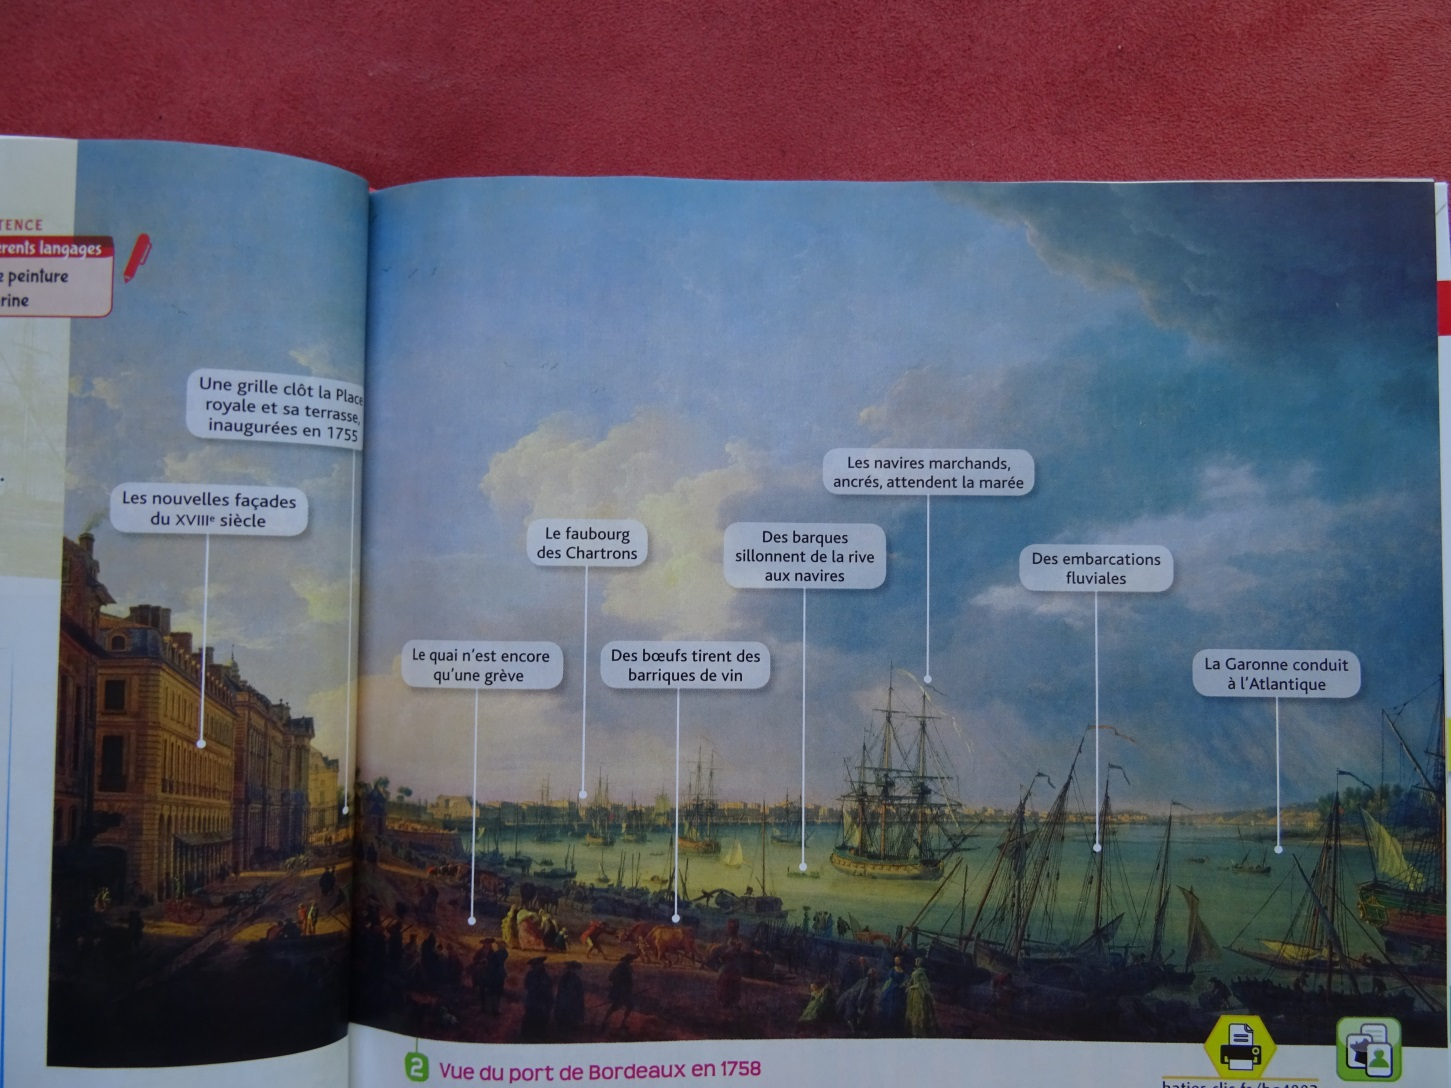 TENCE
rents langages
e peinture
rine
Une grille clôt la Place
royale et sa terrasse,
inaugurées en 1755
Les nouvelles façades
du XVIIIe siècle
Le faubourg
des Chartrons
Des barques
sillonnent de la rive
aux navires
Les navires marchands,
ancrés, attendent la marée
Des embarcations
fluviales
Le quai n'est encore
qu'une grève
Des bœufs tirent des
barriques de vin
La Garonne conduit
à l'Atlantique
2 Vue du port de Bordeaux en 1758